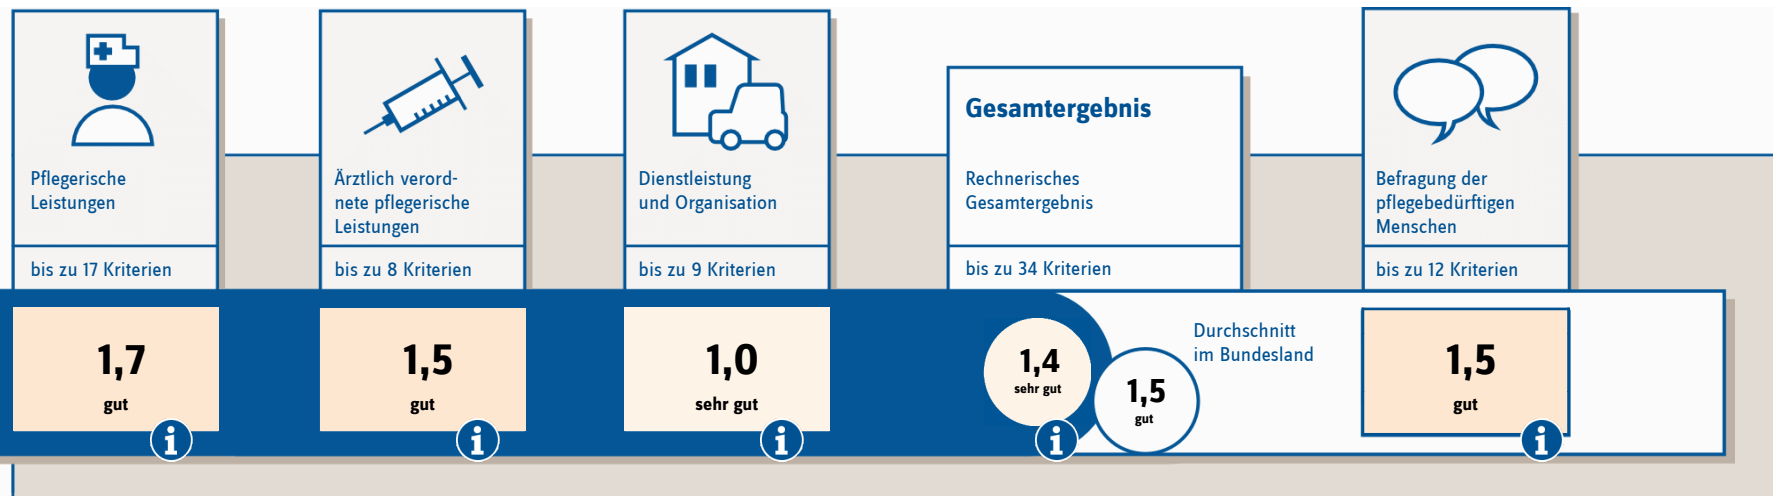 Pflegerische
Leistungen
bis zu 17 Kriterien
1,7
gut
i
Ärztlich verord-
nete pflegerische
Leistungen
bis zu 8 Kriterien
1,5
gut
i
Dienstleistung
und Organisation
bis zu 9 Kriterien
1,0
sehr gut
i
Gesamtergebnis
Rechnerisches
Gesamtergebnis
bis zu 34 Kriterien
1,4
sehr gut
i
1,5
gut
Durchschnitt
im Bundesland
Befragung der
pflegebedürftigen
Menschen
bis zu 12 Kriterien
1,5
gut
i